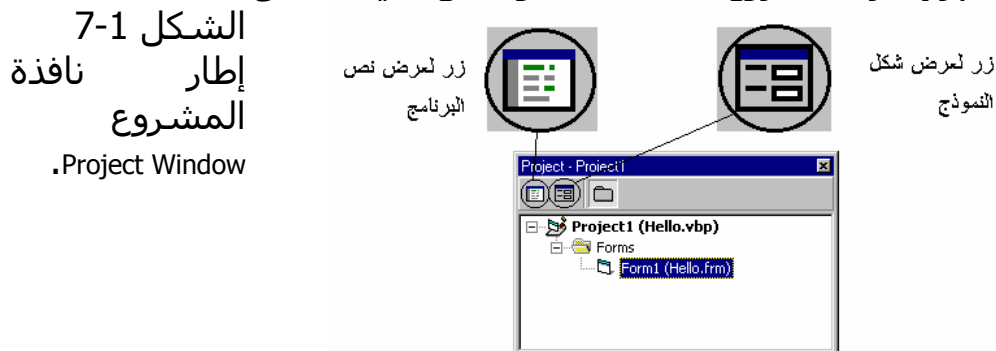 الشكل 1-7
إطار نافذة
المشروع
Project Window.
زر لعرض شكل
النموذج
زر لعرض نص
البرنامج
Project - Project1
Project1 (Hello.vbp)
Forms
Form1 (Hello.frm)